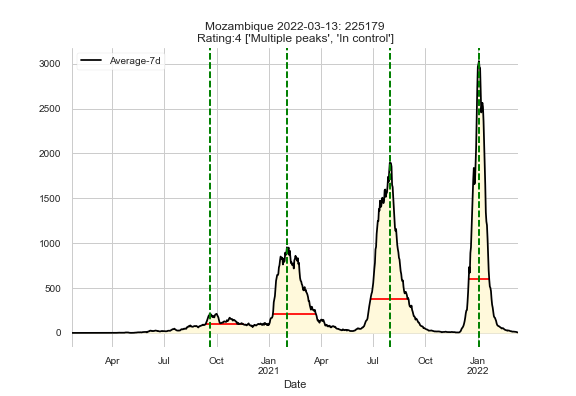 Mozambique 2022-03-13: 225179
Rating:4 ['Multiple peaks', 'In control']
Average-7d
3000
2500
2000
1500
1000
500
0
Apr Jul Oct Jan Apr Jul Oct Jan
2021 2022
Date